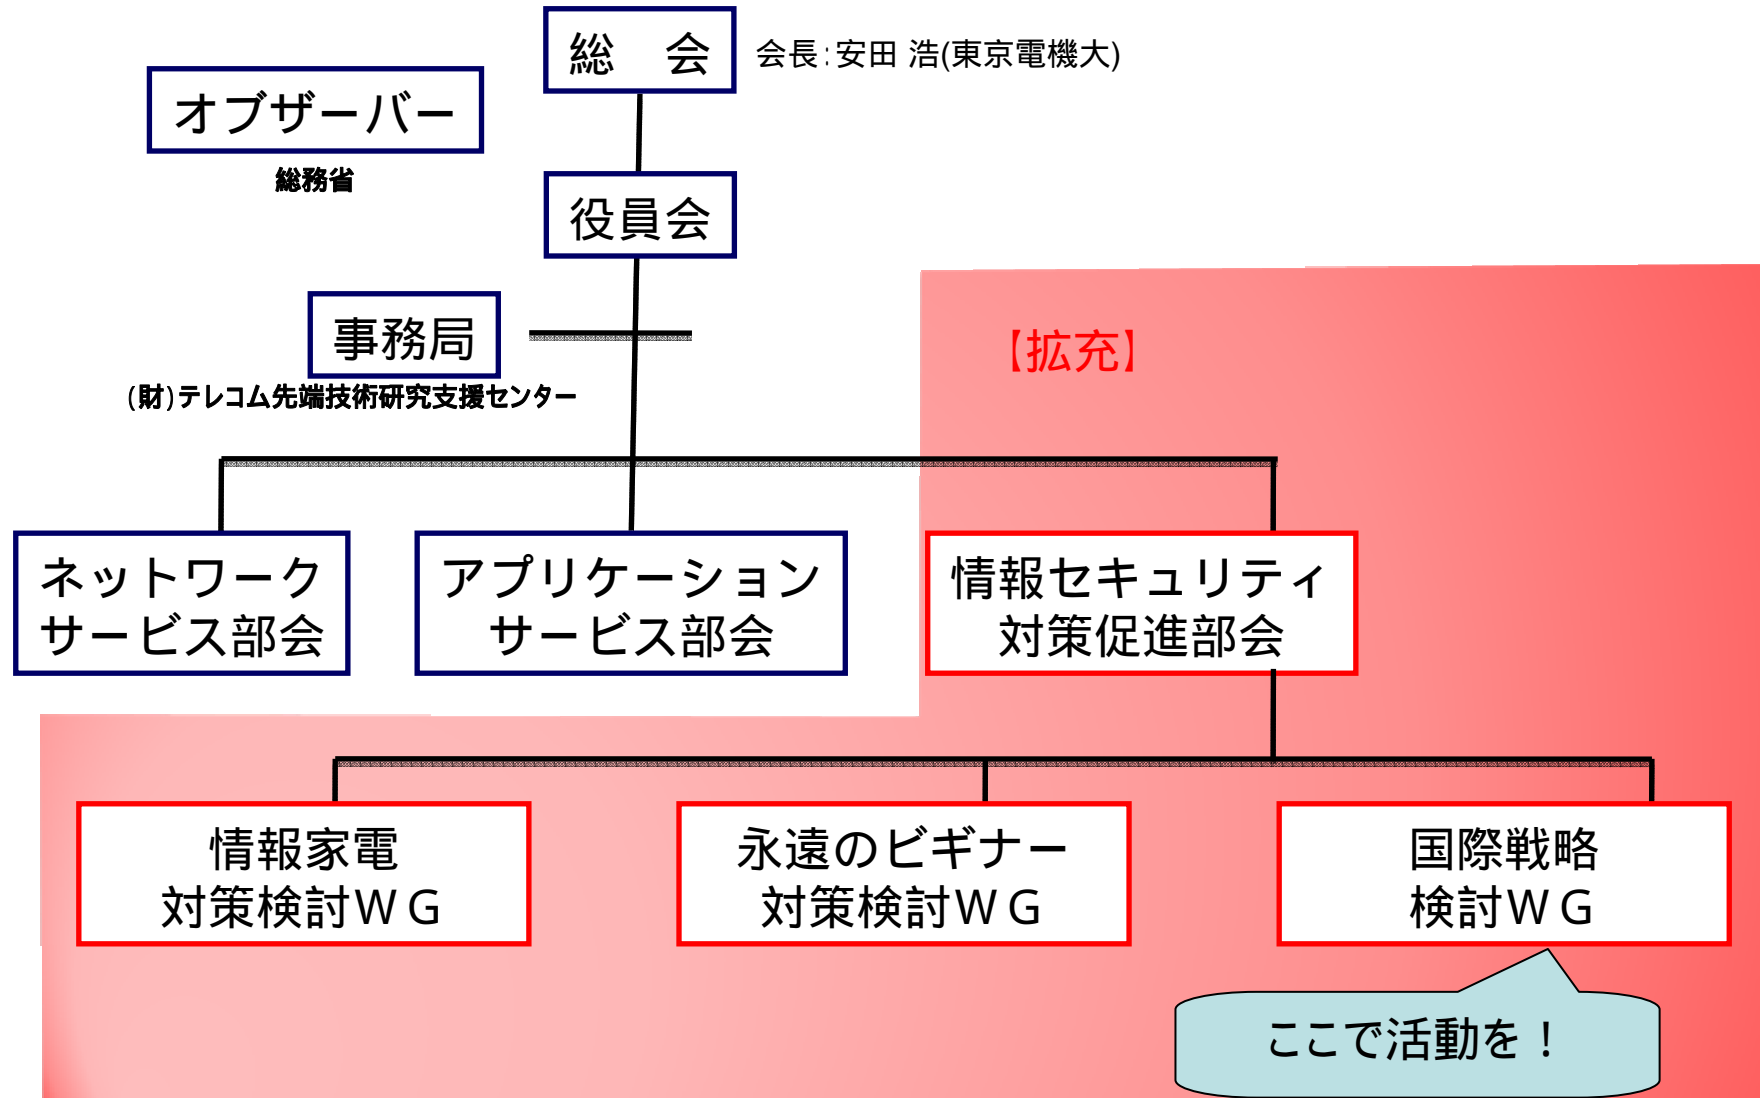 総　会
会長：安田 浩(東京電機大)
オブザーバー
総務省
役員会
事務局
(財)テレコム先端技術研究支援センター
【拡充】
ネットワーク
サービス部会
アプリケーション
サービス部会
情報セキュリティ
対策促進部会
情報家電
対策検討ＷＧ
永遠のビギナー
対策検討ＷＧ
国際戦略
検討ＷＧ
ここで活動を！